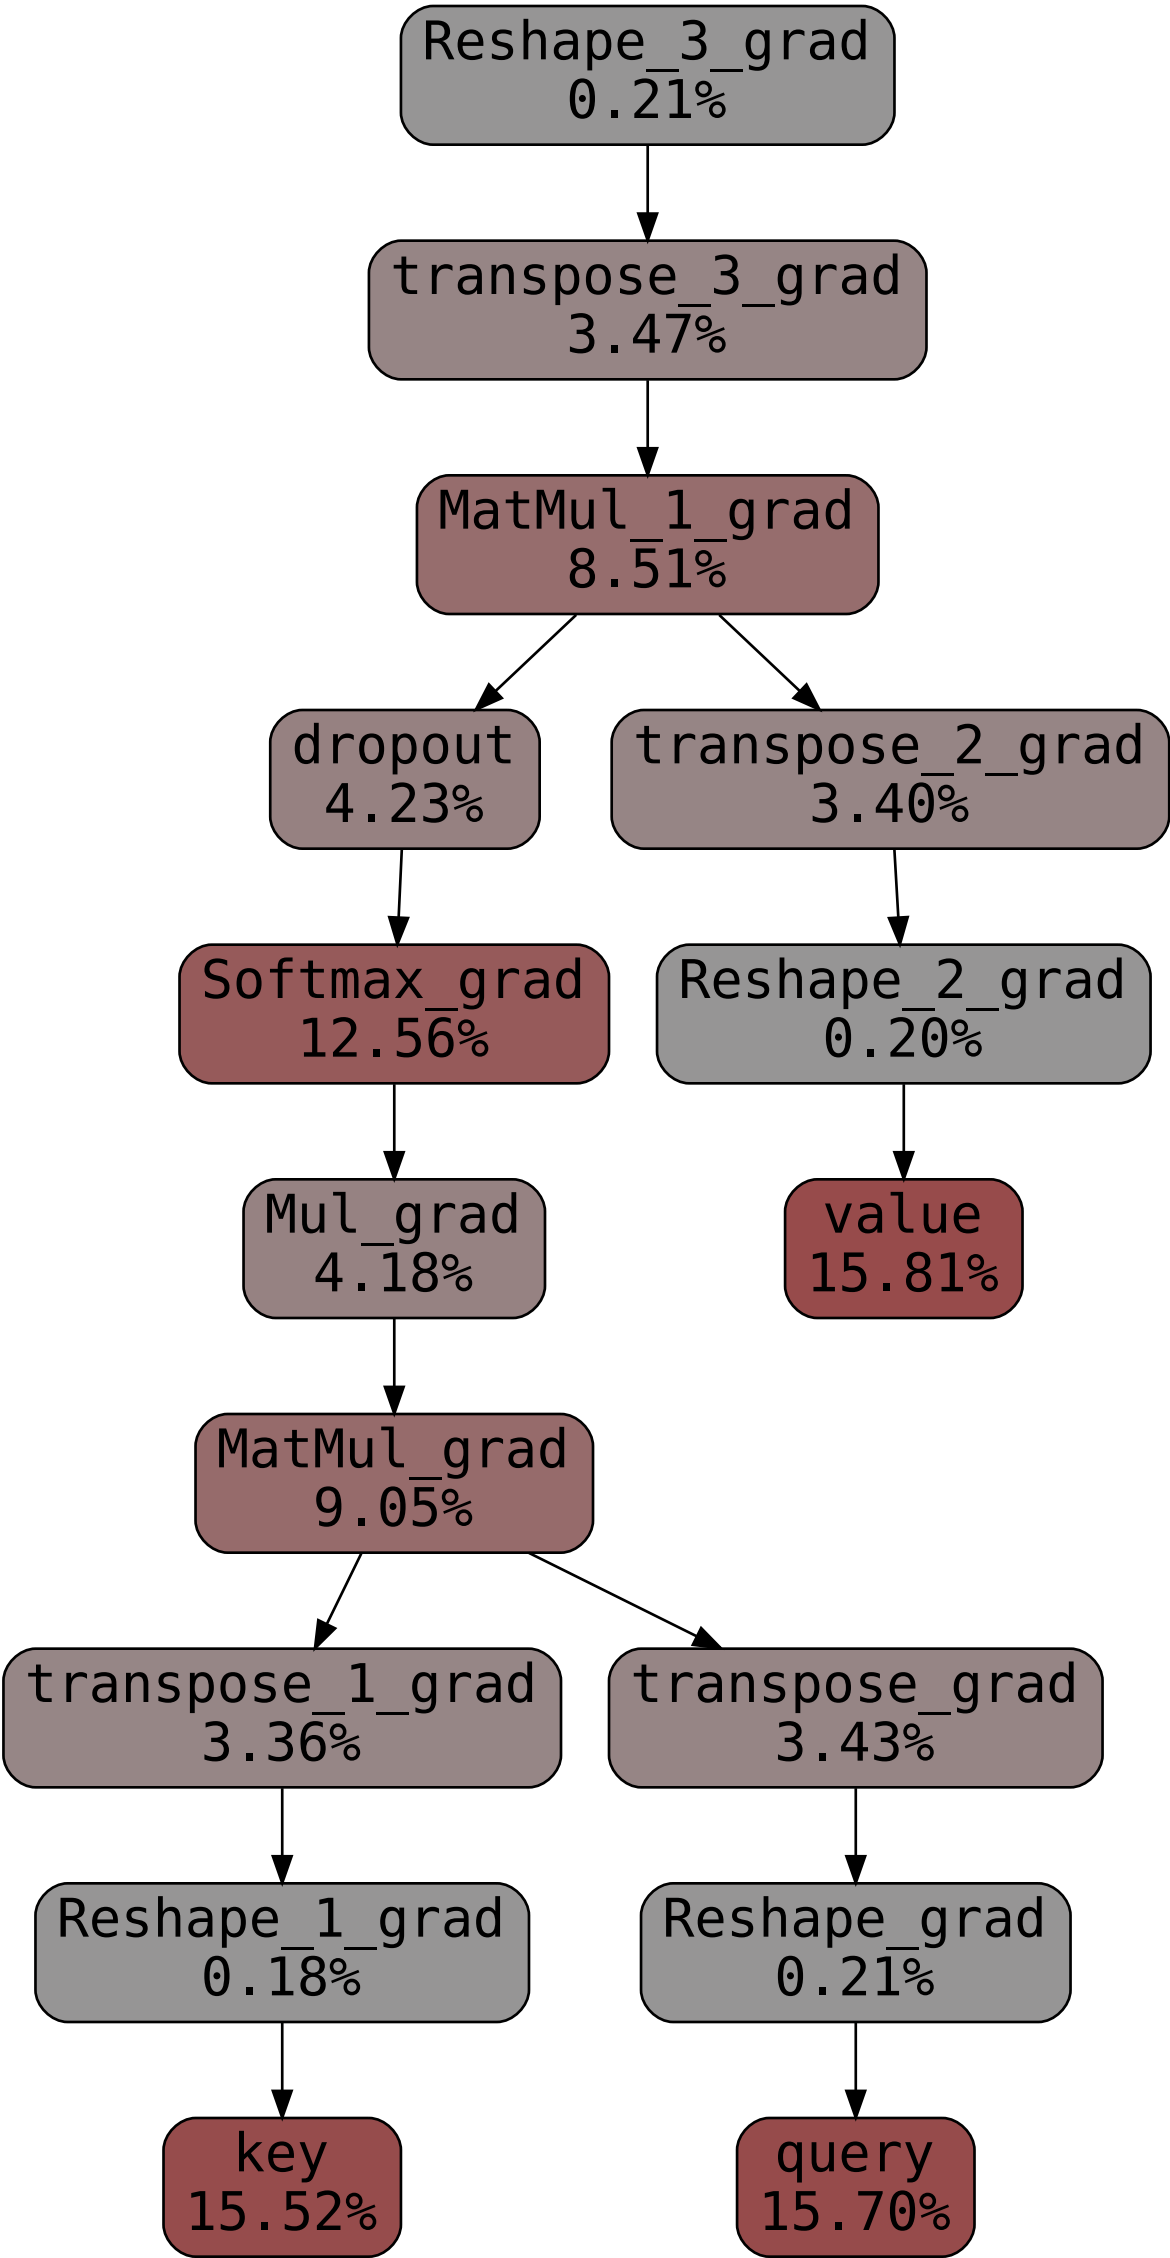 Reshape_3_grad
0.21%
transpose_3_grad
3.47%
MatMul_1_grad
8.51%
dropout
4.23%
transpose_2_grad
3.40%
Softmax_grad
12.56%
Reshape_2_grad
0.20%
Mul_grad
4.18%
value
15.81%
MatMul_grad
9.05%
transpose_1_grad
3.36%
transpose_grad
3.43%
Reshape_1_grad
0.18%
Reshape_grad
0.21%
key
15.52%
query
15.70%